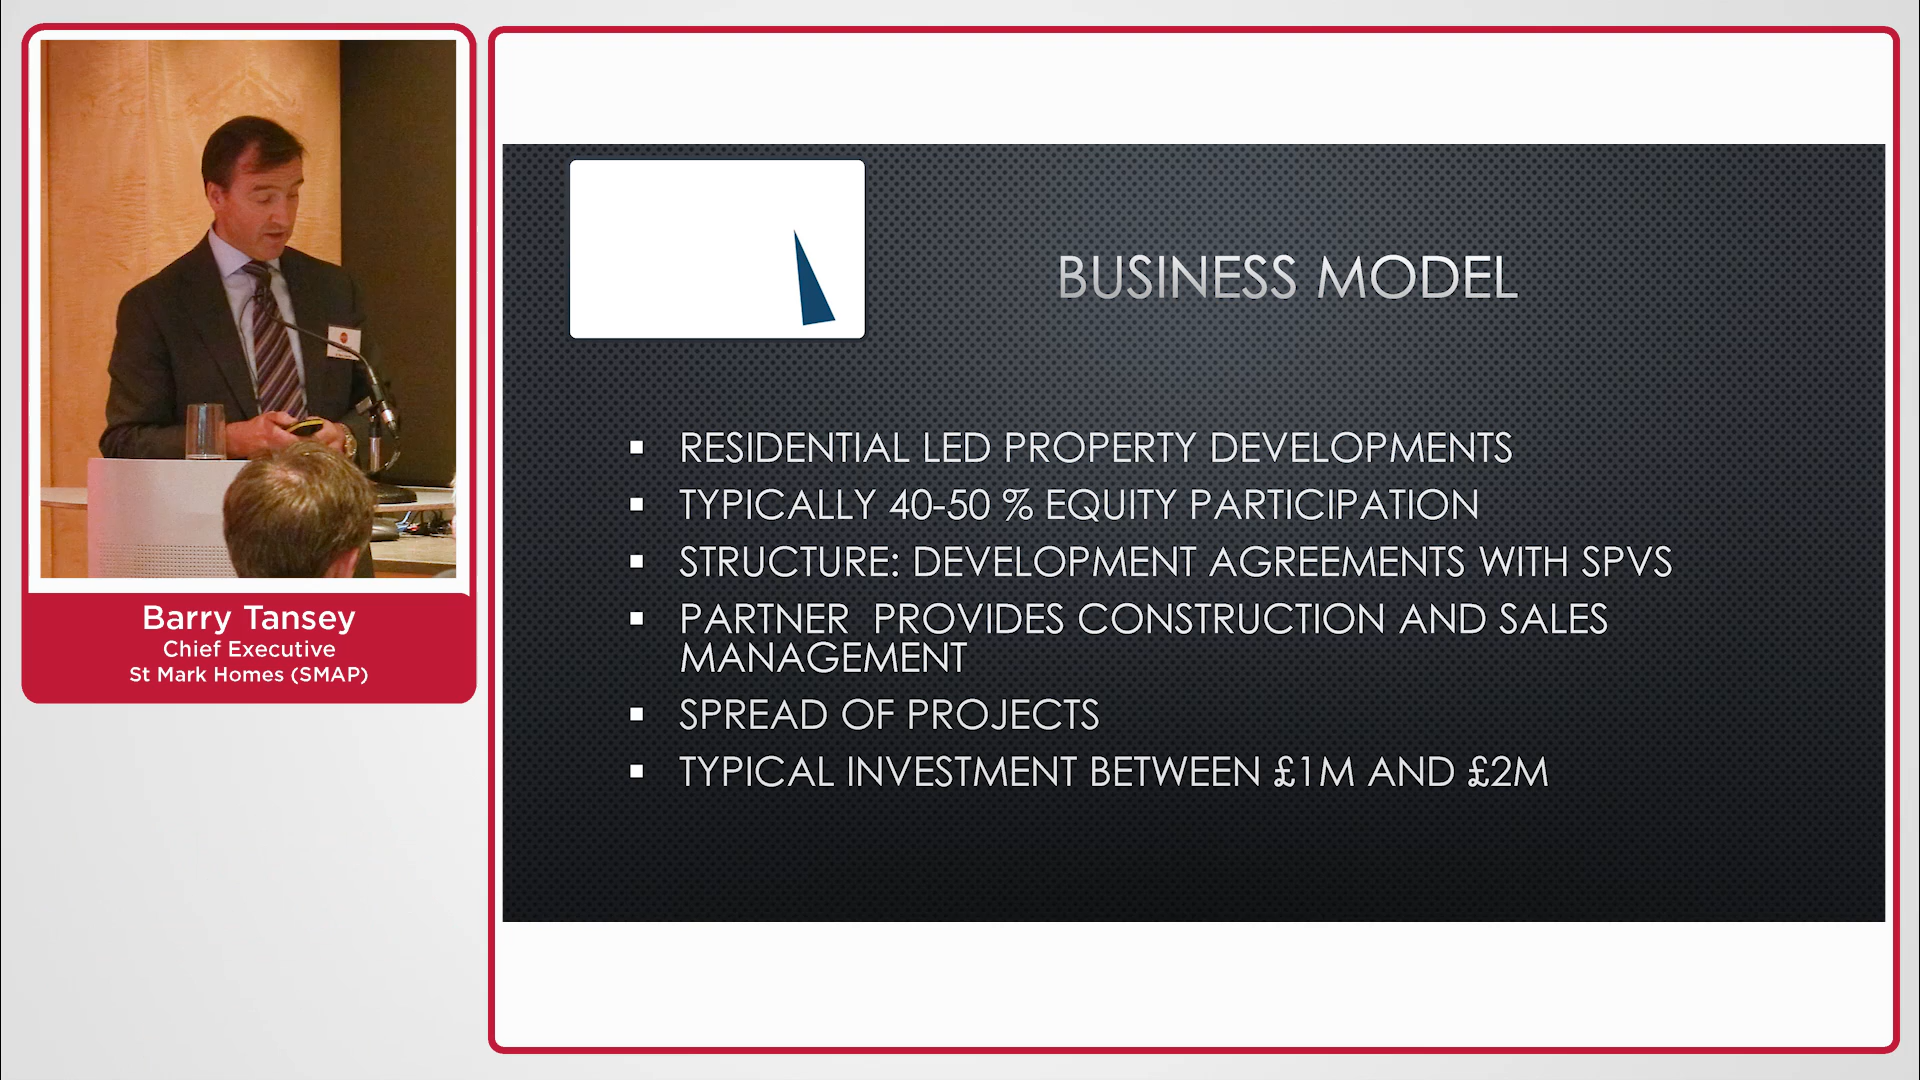 Barry Tansey
Chief Executive
St Mark Homes (SMAP)
BUSINESS MODEL
▪ RESIDENTIAL LED PROPERTY DEVELOPMENTS
▪ TYPICALLY 40-50 % EQUITY PARTICIPATION
▪ STRUCTURE: DEVELOPMENT AGREEMENTS WITH SPVS
▪ PARTNER  PROVIDES CONSTRUCTION AND SALES
MANAGEMENT
▪ SPREAD OF PROJECTS
▪ TYPICAL INVESTMENT BETWEEN £1M AND £2M